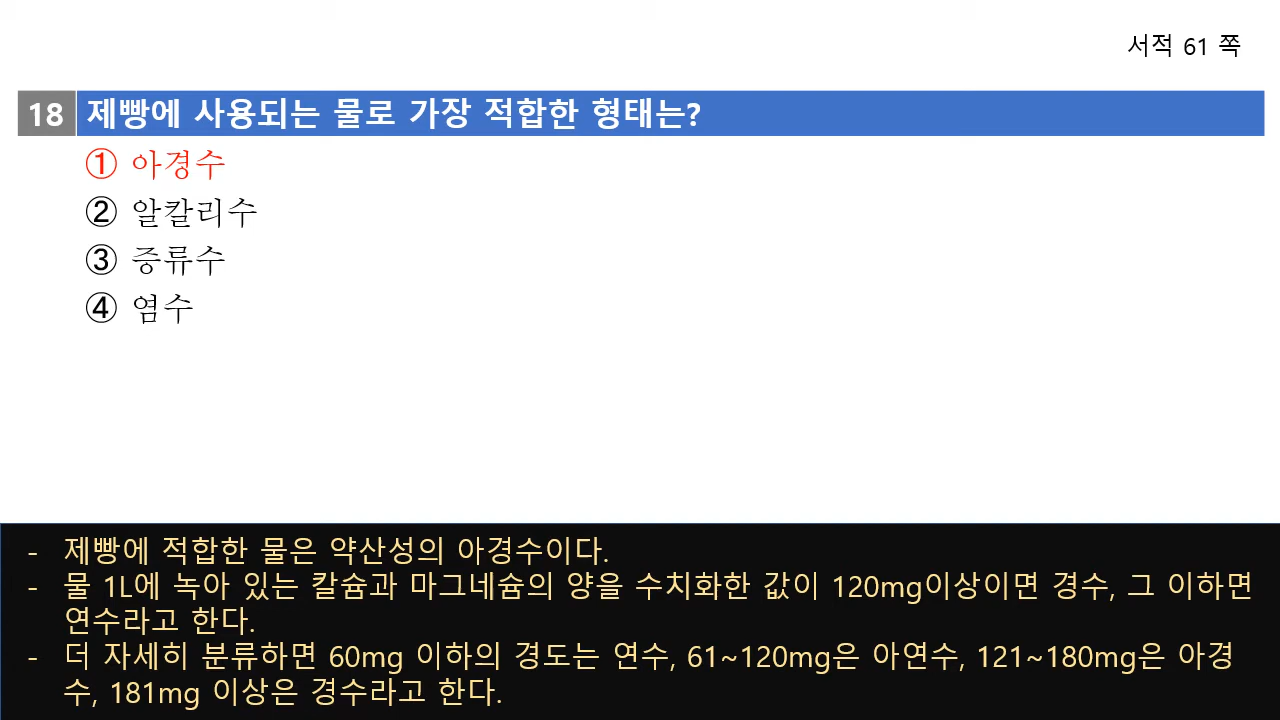 서적 61 쪽
18 제빵에 사용되는 물로 가장 적합한 형태는?
① 아경수
② 알칼리수
③ 증류수
④ 염수
- 제빵에 적합한 물은 약산성의 아경수이다.
- 물 1L에 녹아 있는 칼슘과 마그네슘의 양을 수치화한 값이 120mg이상이면 경수, 그 이하면
연수라고 한다.
- 더 자세히 분류하면 60mg 이하의 경도는 연수, 61~120mg은 아연수, 121~180mg은 아경
수, 181mg 이상은 경수라고 한다.